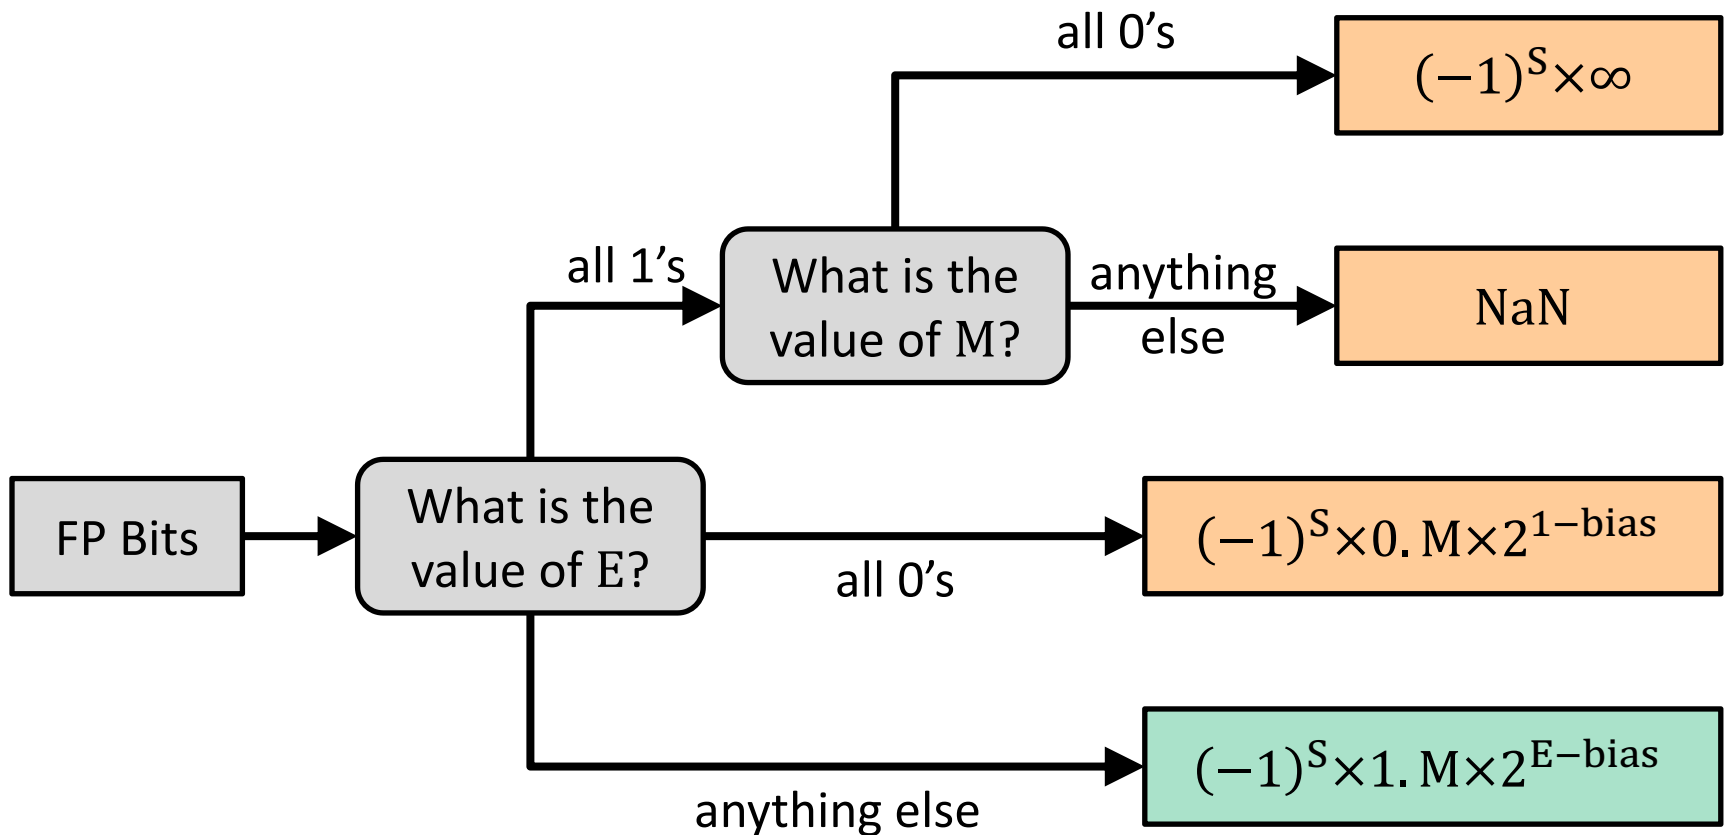 all 0's
(−1)^S×∞
all 1's
What is the
value of M?
anything
else
NaN
FP Bits
What is the
value of E?
all 0's
(−1)^S×0. M×2^{1−bias}
anything else
(−1)^S×1. M×2^{E−bias}